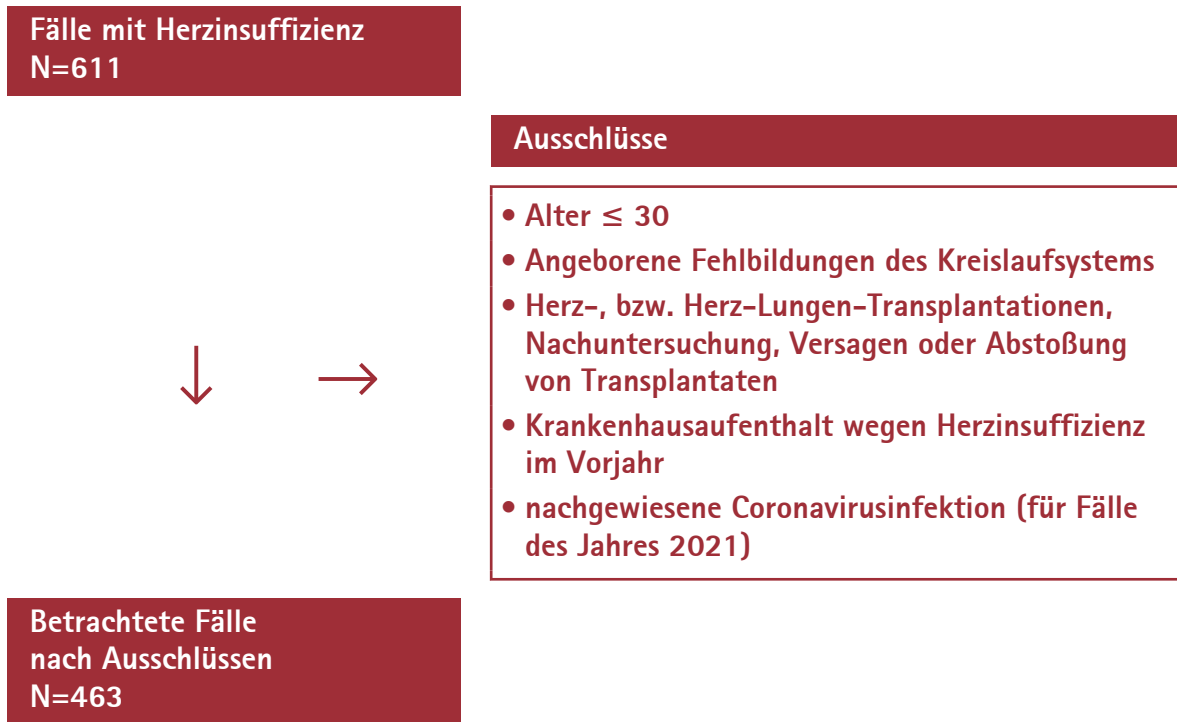 Fälle mit Herzinsuffizienz
N=611
Ausschlüsse
• Alter ≤ 30
• Angeborene Fehlbildungen des Kreislaufsystems
• Herz-, bzw. Herz-Lungen-Transplantationen,
Nachuntersuchung, Versagen oder Abstoßung
von Transplantaten
• Krankenhausaufenthalt wegen Herzinsuffizienz
im Vorjahr
• nachgewiesene Coronavirusinfektion (für Fälle
des Jahres 2021)
Betrachtete Fälle
nach Ausschlüssen
N=463